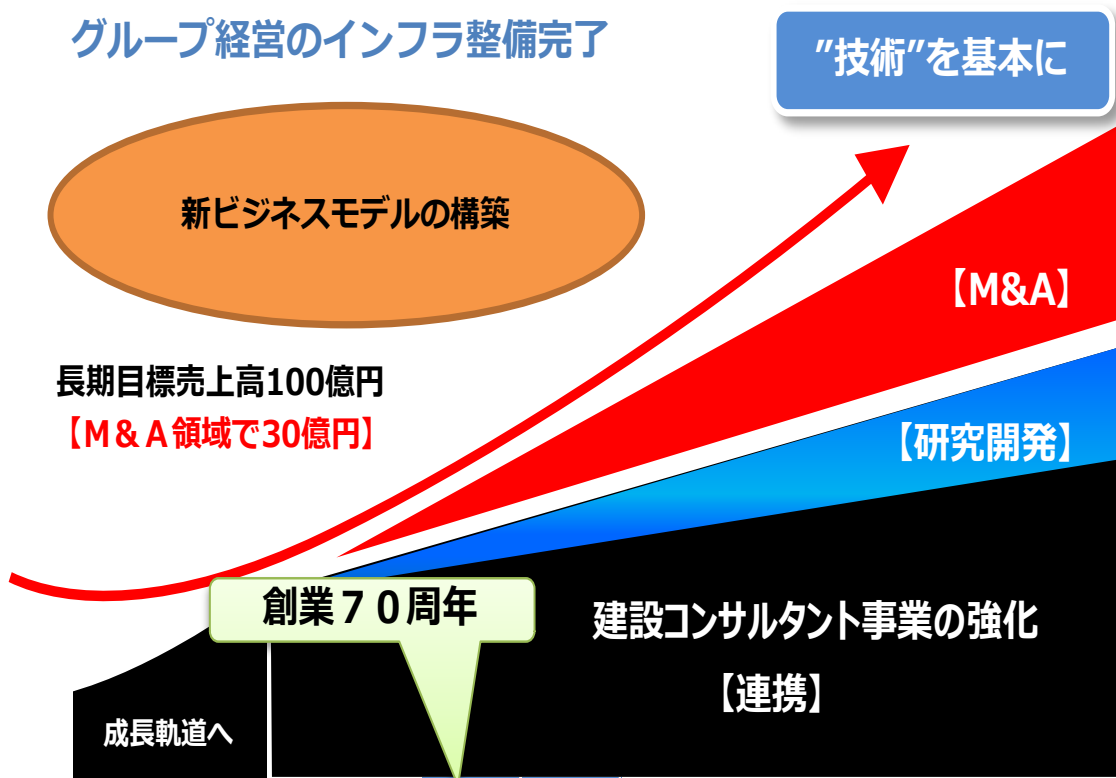 グループ経営のインフラ整備完了
”技術”を基本に
新ビジネスモデルの構築
【M&A】
長期目標売上高100億円
【M&A領域で30億円】
【研究開発】
創業70周年
建設コンサルタント事業の強化
【連携】
成長軌道へ